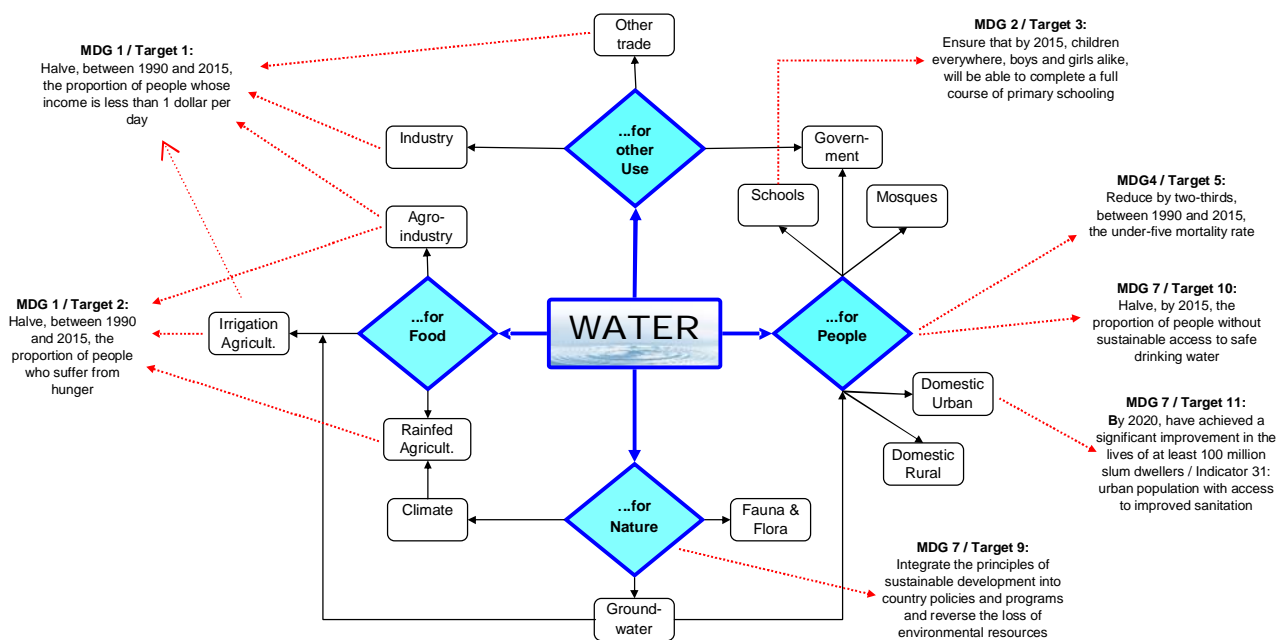 Other
trade
MDG 1 / Target 1:
Halve, between 1990 and 2015,
the proportion of people whose
income is less than 1 dollar per
day
MDG 2 / Target 3:
Ensure that by 2015, children
everywhere, boys and girls alike,
will be able to complete a full
course of primary schooling
Industry
...for
other
Use
Govern-
ment
Schools
Mosques
MDG4 / Target 5:
Reduce by two-thirds,
between 1990 and 2015,
the under-five mortality rate
Agro-
industry
MDG 1 / Target 2:
Halve, between 1990
and 2015, the
proportion of people
who suffer from
hunger
Irrigation
Agricult.
...for
Food
WATER
...for
People
MDG 7 / Target 10:
Halve, by 2015, the
proportion of people without
sustainable access to safe
drinking water
Domestic
Urban
MDG 7 / Target 11:
By 2020, have achieved a
significant improvement in the
lives of at least 100 million
slum dwellers / Indicator 31:
urban population with access
to improved sanitation
Rainfed
Agricult.
Domestic
Rural
Climate
...for
Nature
Fauna &
Flora
MDG 7 / Target 9:
Integrate the principles of
sustainable development into
country policies and programs
and reverse the loss of
environmental resources
Ground-
water